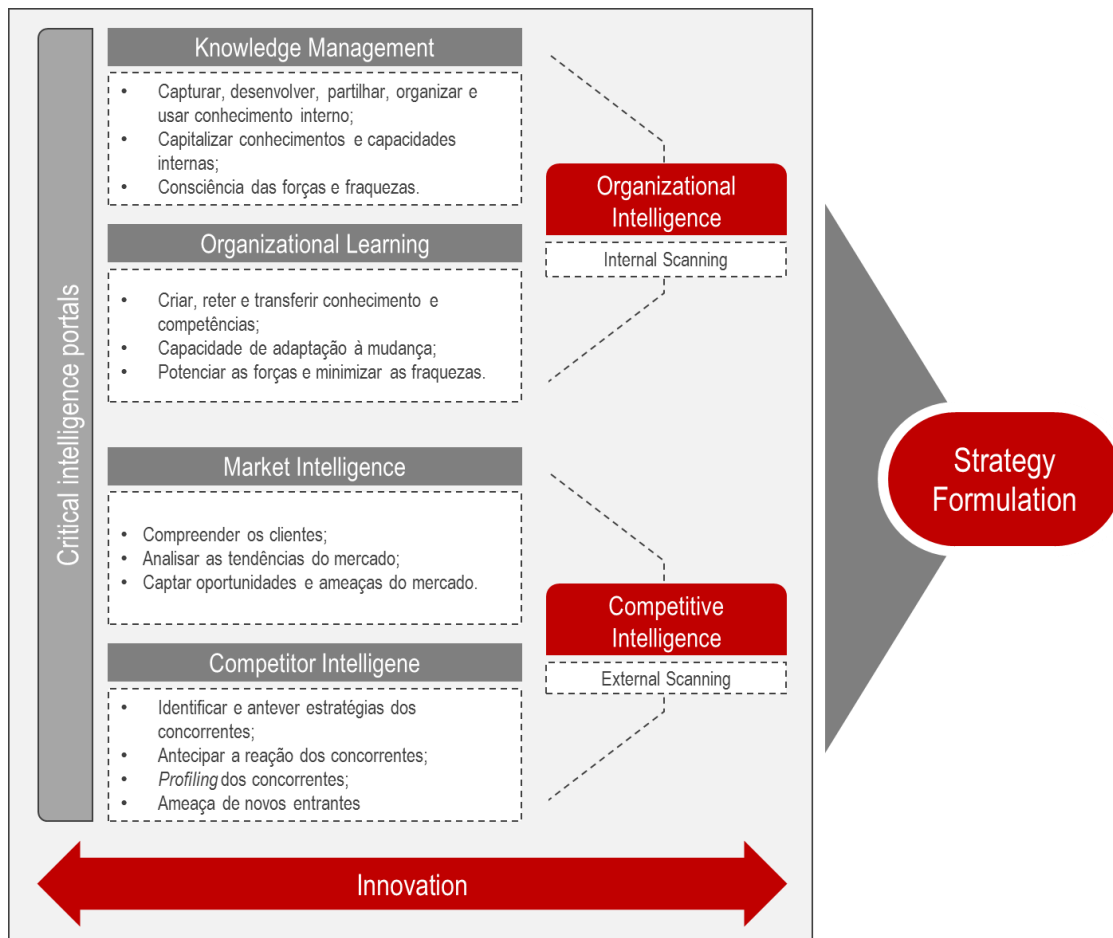 Critical intelligence portals
Knowledge Management
• Capturar, desenvolver, partilhar, organizar e
usar conhecimento interno;
• Capitalizar conhecimentos e capacidades
internas;
• Consciência das forças e fraquezas.
Organizational Learning
• Criar, reter e transferir conhecimento e
competências;
• Capacidade de adaptação à mudança;
• Potenciar as forças e minimizar as fraquezas.
Organizational
Intelligence
Internal Scanning
Market Intelligence
• Compreender os clientes;
• Analisar as tendências do mercado;
• Captar oportunidades e ameaças do mercado.
Competitor Intelligene
• Identificar e antever estratégias dos
concorrentes;
• Antecipar a reação dos concorrentes;
• Profiling dos concorrentes;
• Ameaça de novos entrantes
Competitive
Intelligence
External Scanning
Strategy
Formulation
Innovation